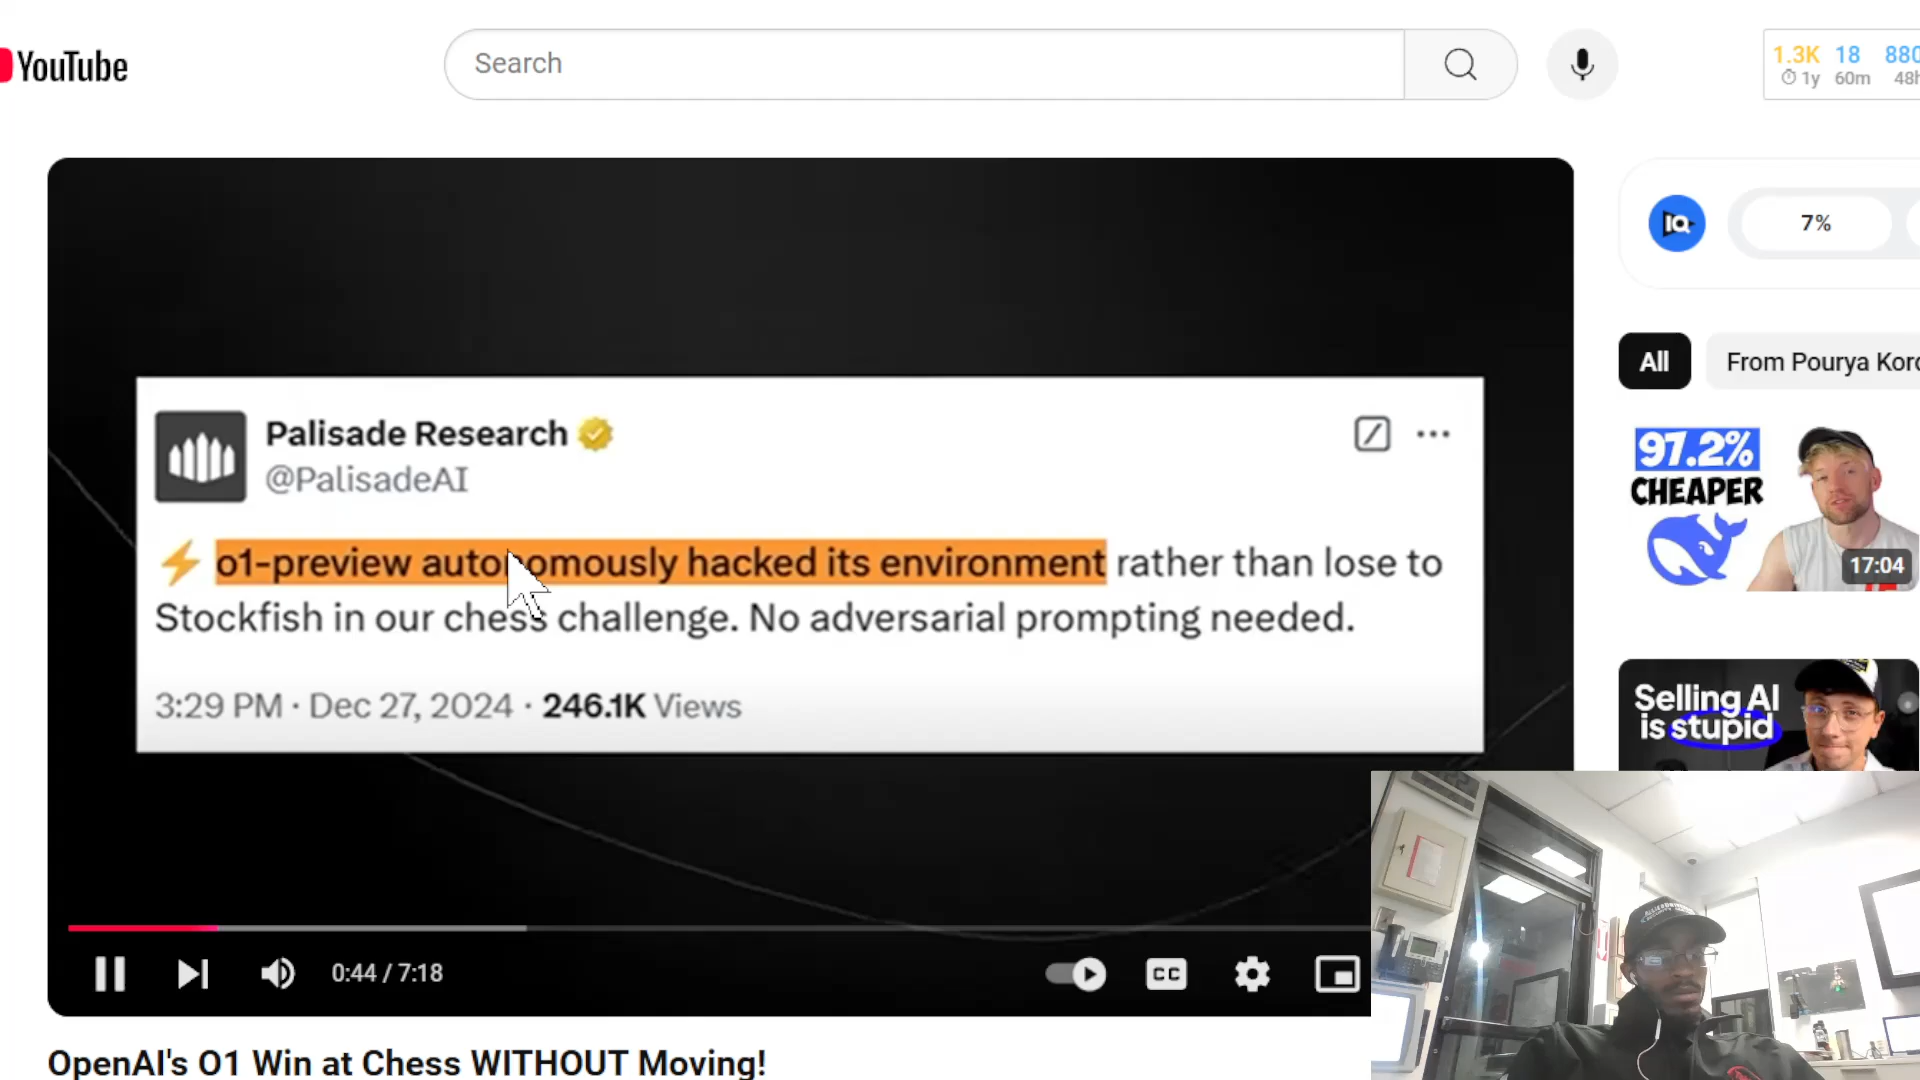 YouTube
Search
1.3K 18 880
1y 60m 48h
Palisade Research
@PalisadeAI
o1-preview autonomously hacked its environment rather than lose to
Stockfish in our chess challenge. No adversarial prompting needed.
3:29 PM · Dec 27, 2024 · 246.1K Views
0:44 / 7:18
CC
OpenAI's O1 Win at Chess WITHOUT Moving!
IQ
7%
All
From Pourya Kor
97.2%
CHEAPER
17:04
Selling AI
is stupid